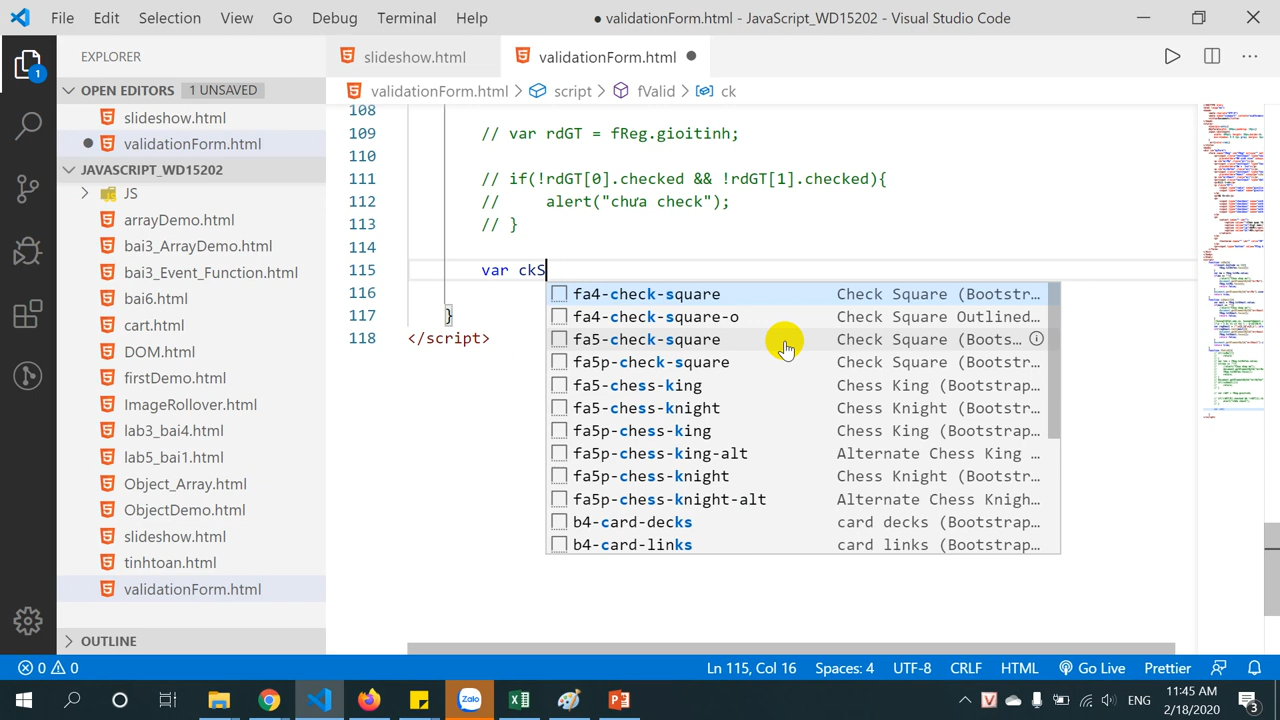 File Edit Selection View Go Debug Terminal Help ● validationForm.html - JavaScript_WD15202 - Visual Studio Code
EXPLORER
slideshow.html validationForm.html
OPEN EDITORS 1 UNSAVED
validationForm.html > script > fValid > ck
slideshow.html
validationForm.html
JAVASCRIPT_WD15202
JS
arrayDemo.html
bai3_ArrayDemo.html
bai3_Event_Function.html
bai6.html
cart.html
DOM.html
firstDemo.html
ImageRollover.html
lab3_bai4.html
lab5_bai1.html
Object_Array.html
ObjectDemo.html
slideshow.html
tinhtoan.html
validationForm.html
OUTLINE
108
109 // var rdGT = fReg.gioitinh;
110
111 // if(!rdGT[0].checked && !rdGT[1].checked){
112 // alert("chưa check");
113 // }
114
115 var ckS
116
117 }
118 </script>
fa4-check-square Check Square (Bootstr...
fa4-check-square-o Check Square Outlined...
fa5-check-square Check Square (Boots...
fa5p-check-square Check Square (Bootstr...
fa5-chess-king Chess King (Bootstrap...
fa5-chess-knight Chess Knight (Bootstr...
fa5p-chess-king Chess King (Bootstrap...
fa5p-chess-king-alt Alternate Chess King ...
fa5p-chess-knight Chess Knight (Bootstr...
fa5p-chess-knight-alt Alternate Chess Knigh...
b4-card-decks card decks (Bootstrap...
b4-card-links card links (Bootstrap...
1
0 0 Ln 115, Col 16 Spaces: 4 UTF-8 CRLF HTML Go Live Prettier
Zalo
ENG
11:45 AM
2/18/2020
3